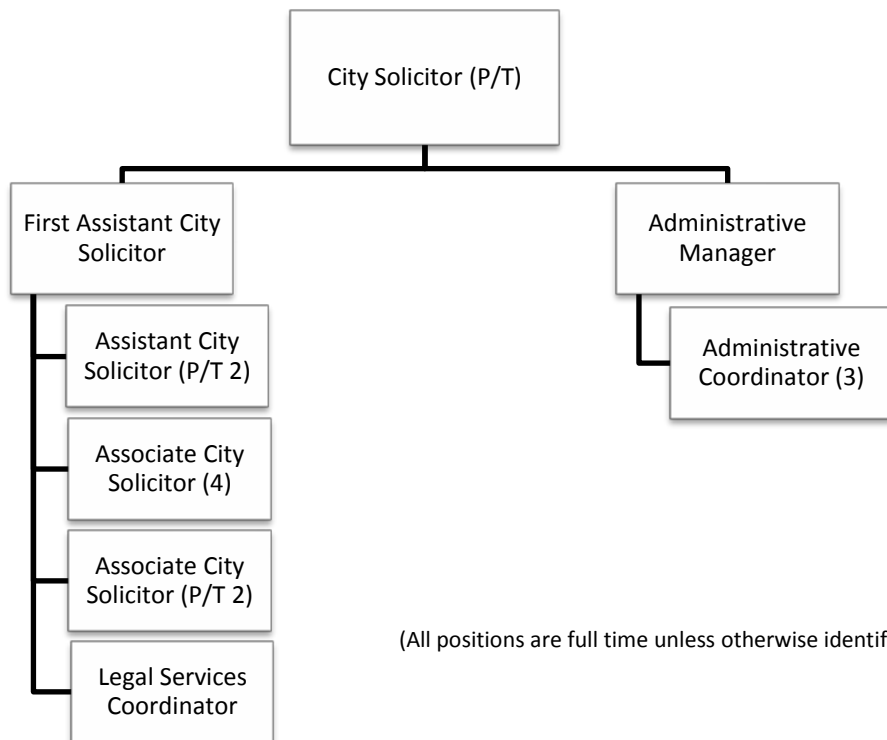 City Solicitor (P/T)
First Assistant City
Solicitor
Administrative
Manager
Assistant City
Solicitor (P/T 2)
Administrative
Coordinator (3)
Associate City
Solicitor (4)
Associate City
Solicitor (P/T 2)
(All positions are full time unless otherwise
Legal Services
Coordinator